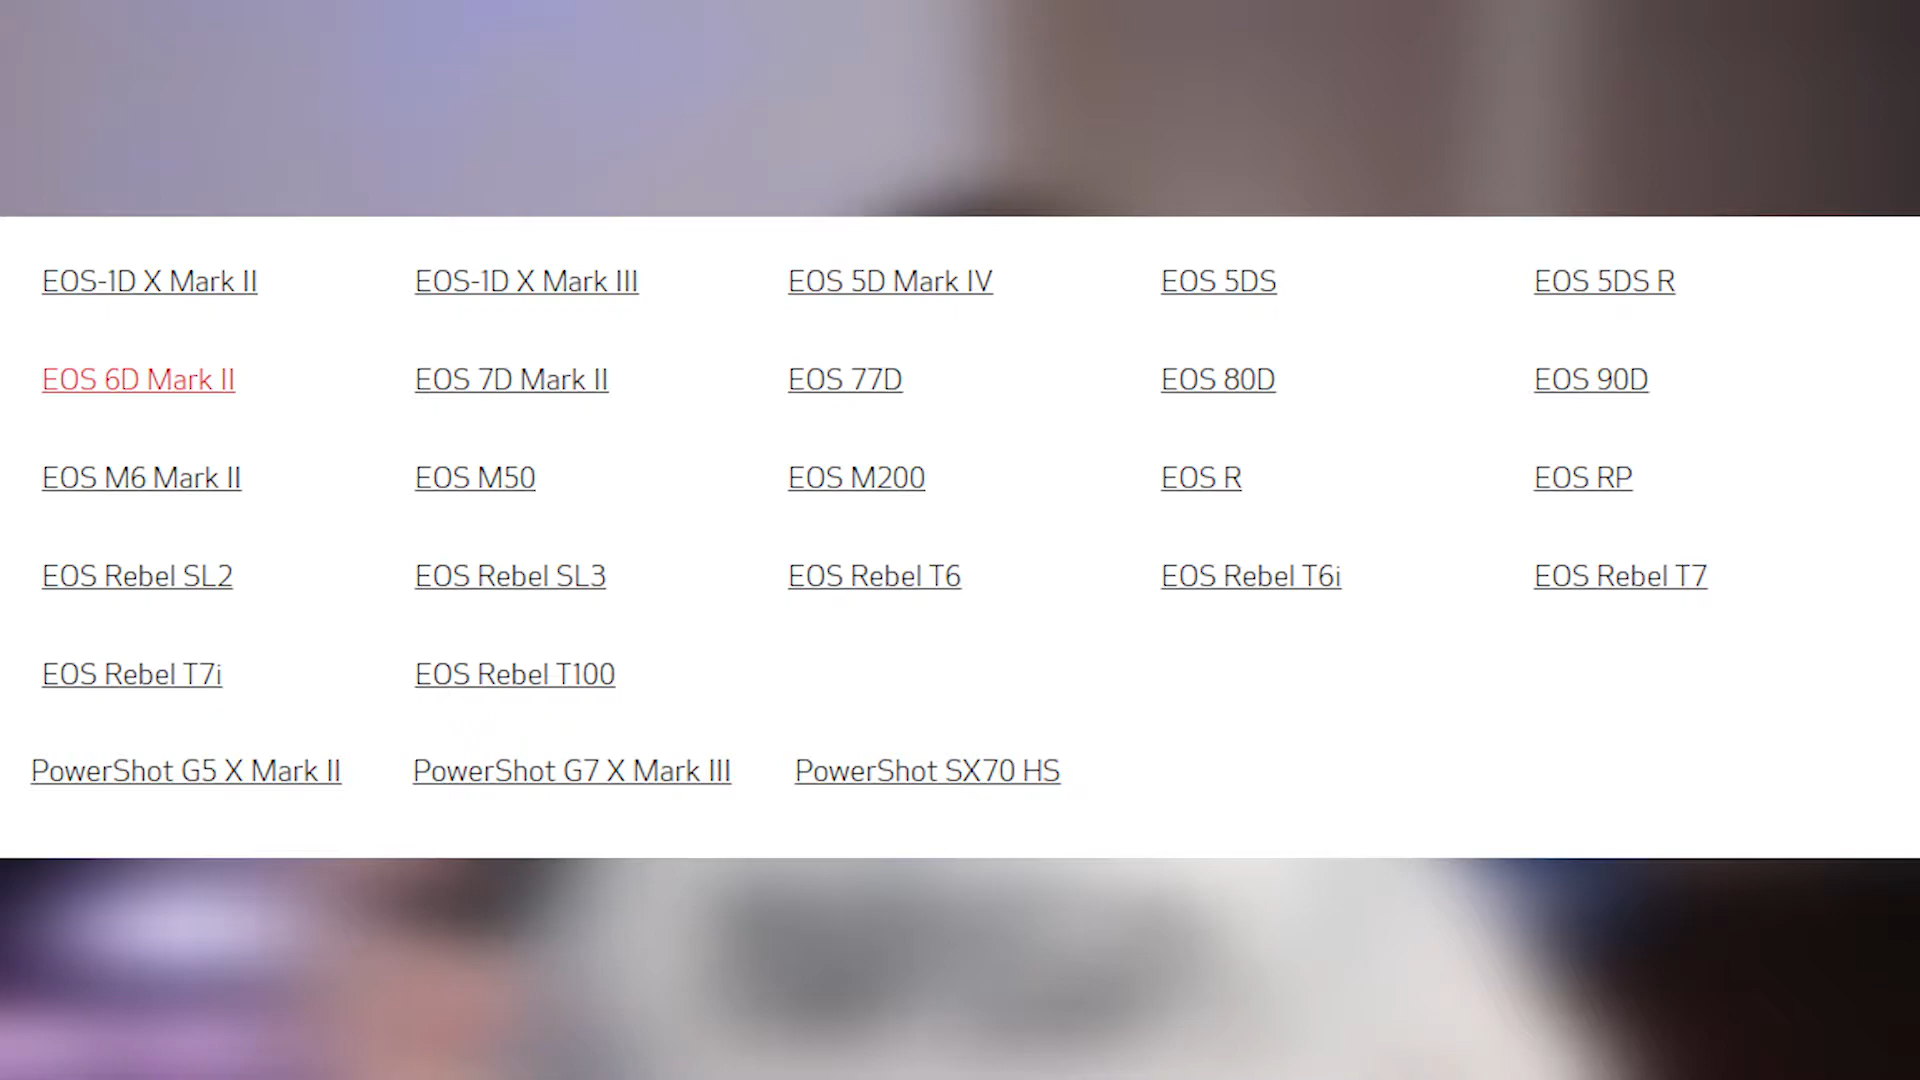 EOS-1D X Mark II EOS-1D X Mark III EOS 5D Mark IV EOS 5DS EOS 5DS R
EOS 6D Mark II EOS 7D Mark II EOS 77D EOS 80D EOS 90D
EOS M6 Mark II EOS M50 EOS M200 EOS R EOS RP
EOS Rebel SL2 EOS Rebel SL3 EOS Rebel T6 EOS Rebel T6i EOS Rebel T7
EOS Rebel T7i EOS Rebel T100
PowerShot G5 X Mark II PowerShot G7 X Mark III PowerShot SX70 HS